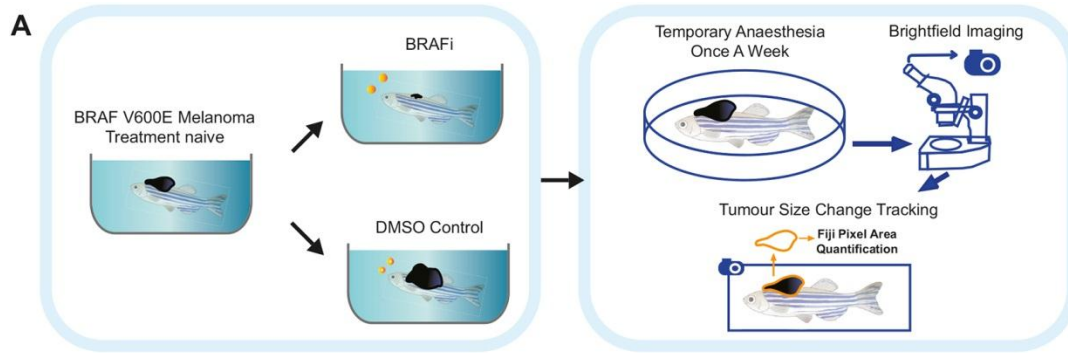 A
BRAF V600E Melanoma
Treatment naive
BRAFi
DMSO Control
Temporary Anaesthesia
Once A Week
Brightfield Imaging
Tumour Size Change Tracking
Fiji Pixel Area
Quantification